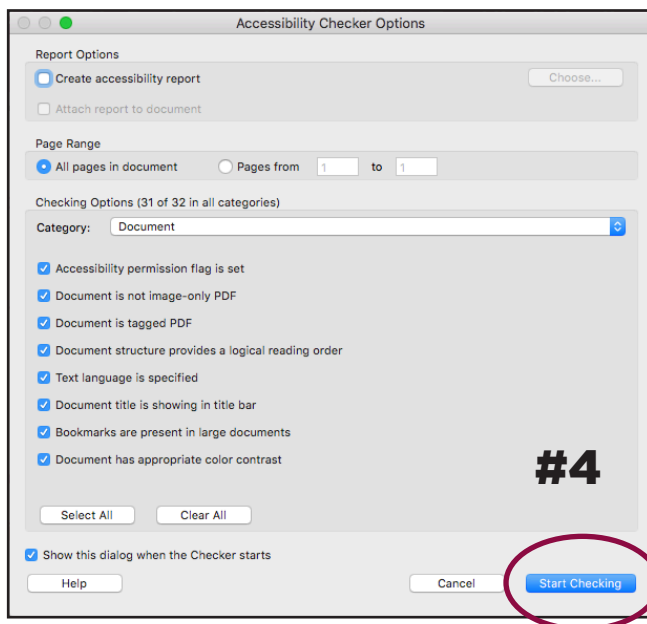 Accessibility Checker Options
Report Options
Create accessibility report
Choose...
Attach report to document
Page Range
All pages in document Pages from 1 to 1
Checking Options (31 of 32 in all categories)
Category: Document
Accessibility permission flag is set
Document is not image-only PDF
Document is tagged PDF
Document structure provides a logical reading order
Text language is specified
Document title is showing in title bar
Bookmarks are present in large documents
Document has appropriate color contrast
#4
Select All Clear All
Show this dialog when the Checker starts
Help Cancel Start Checking